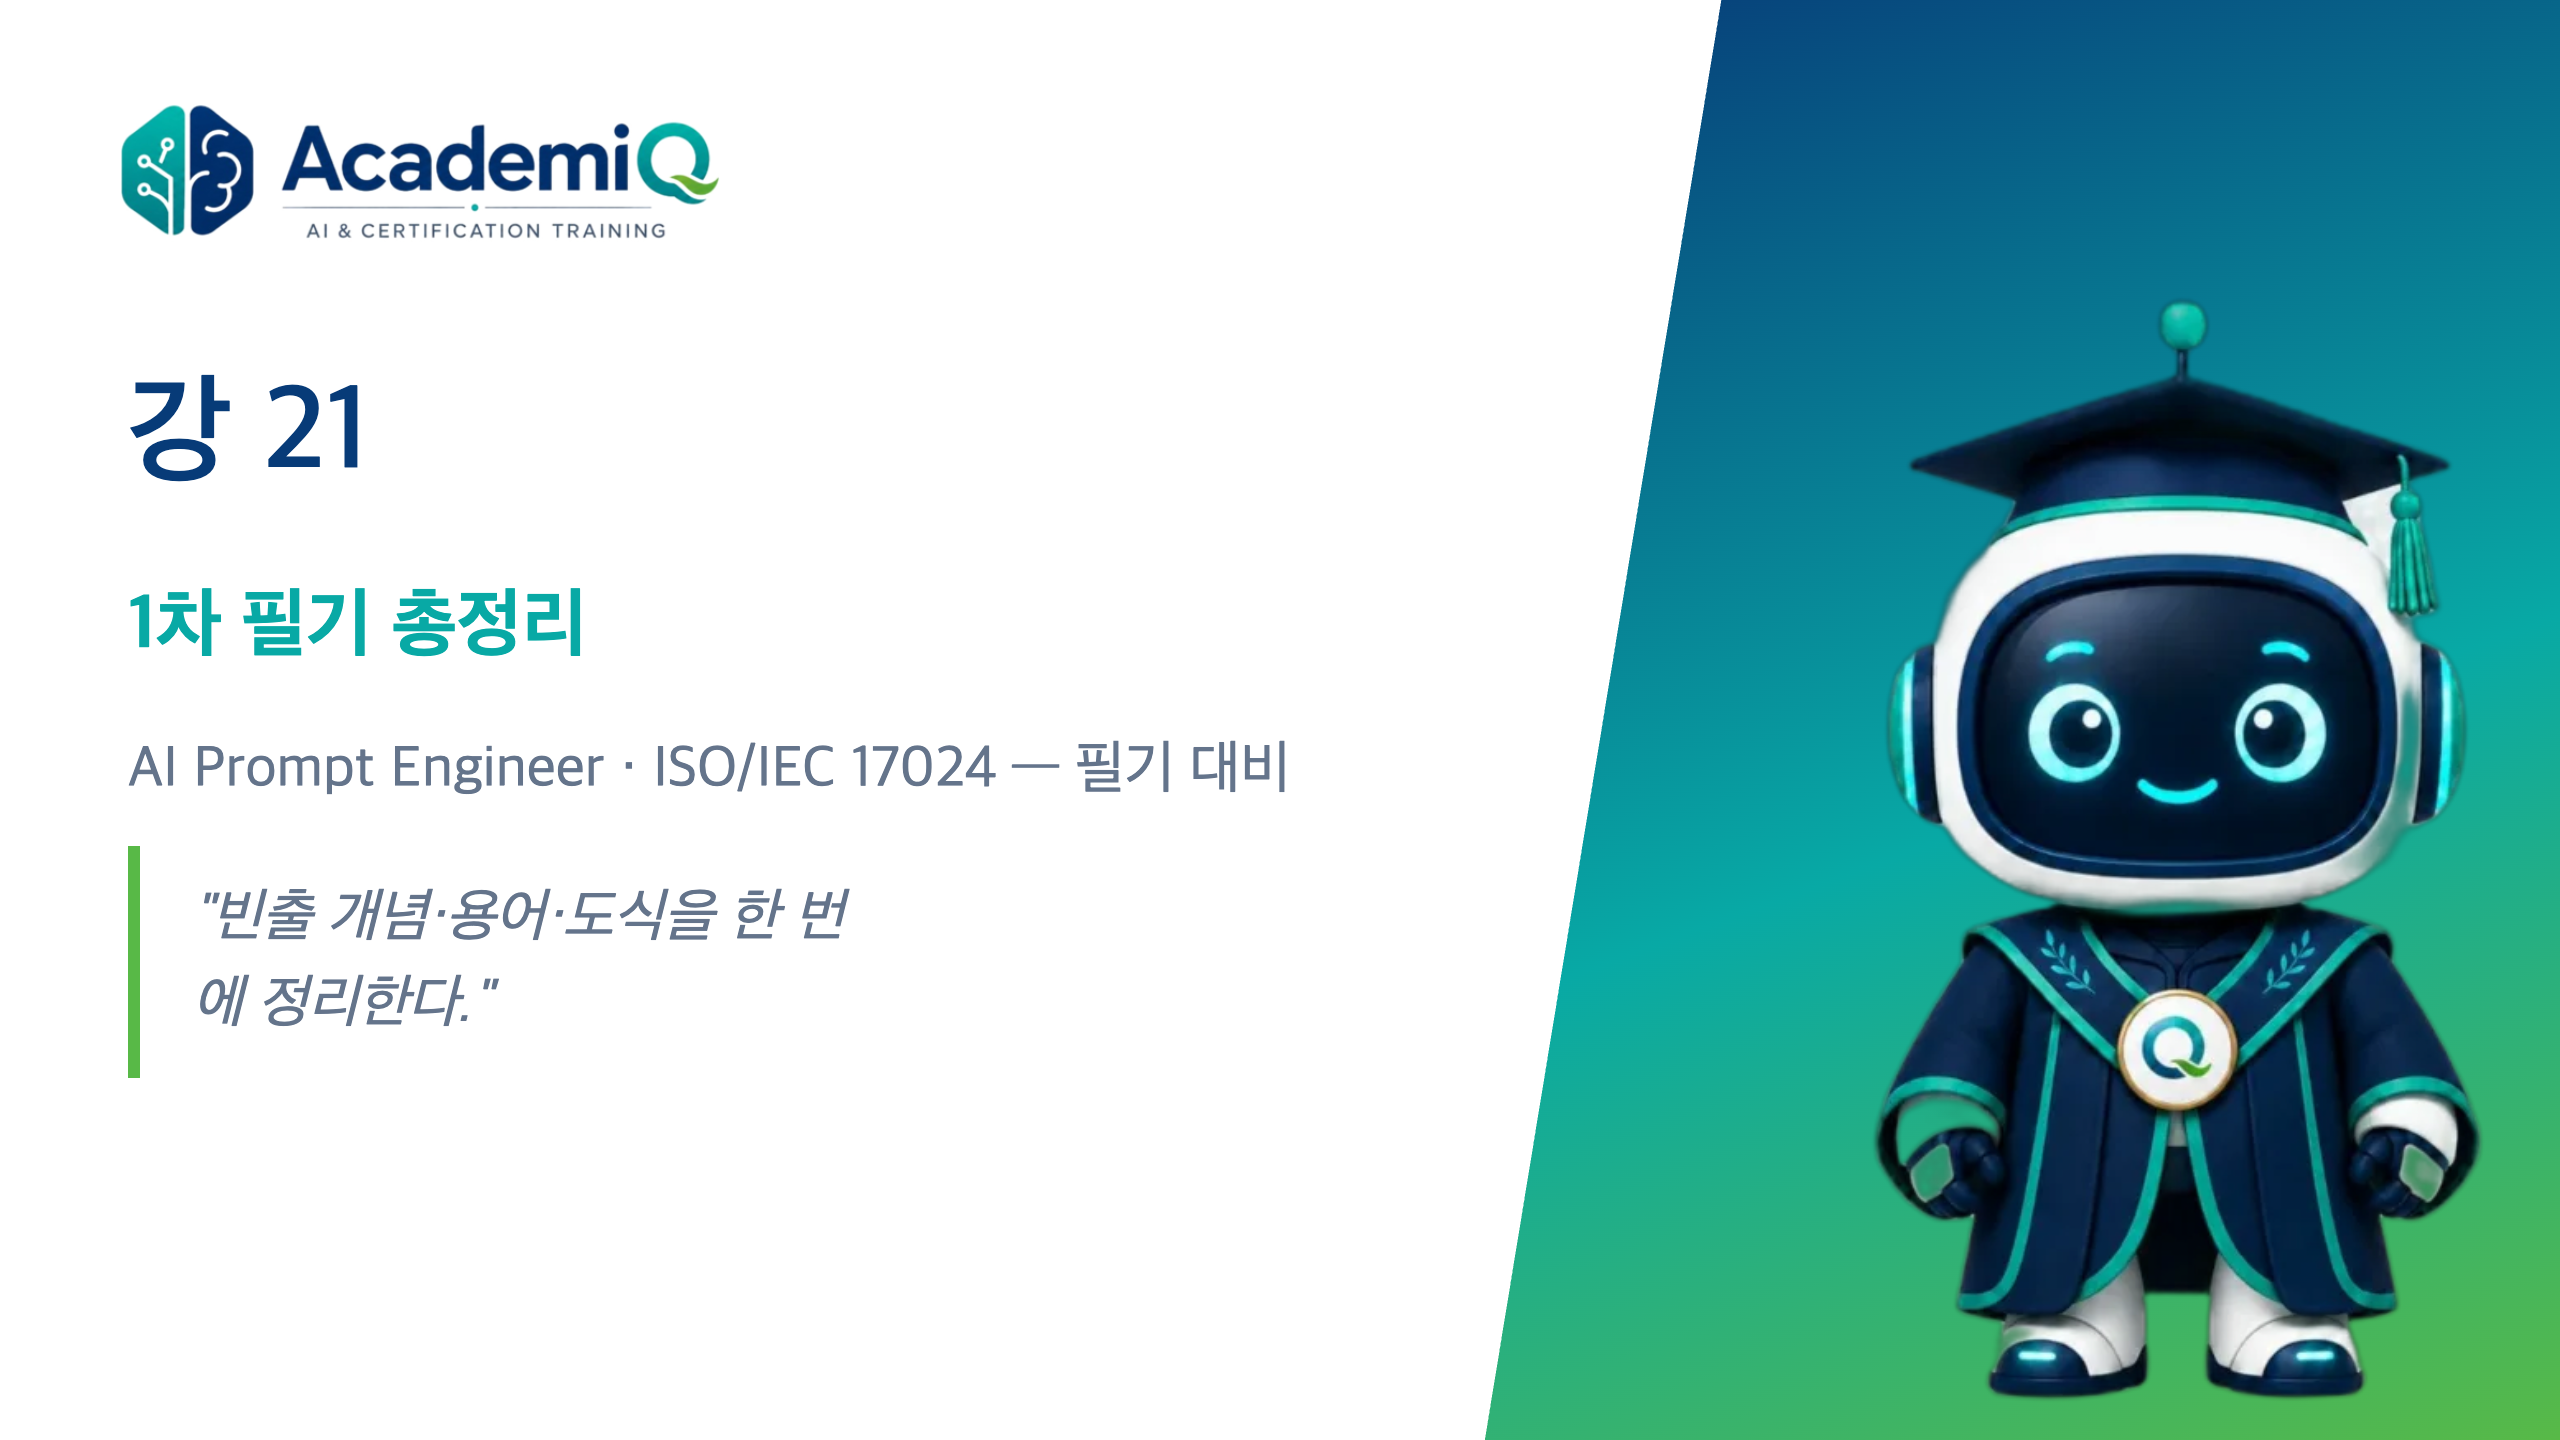 AcademiQ
AI & CERTIFICATION TRAINING
강 21
1차 필기 총정리
AI Prompt Engineer · ISO/IEC 17024 — 필기 대비
"빈출 개념·용어·도식을 한 번
에 정리한다."
Q